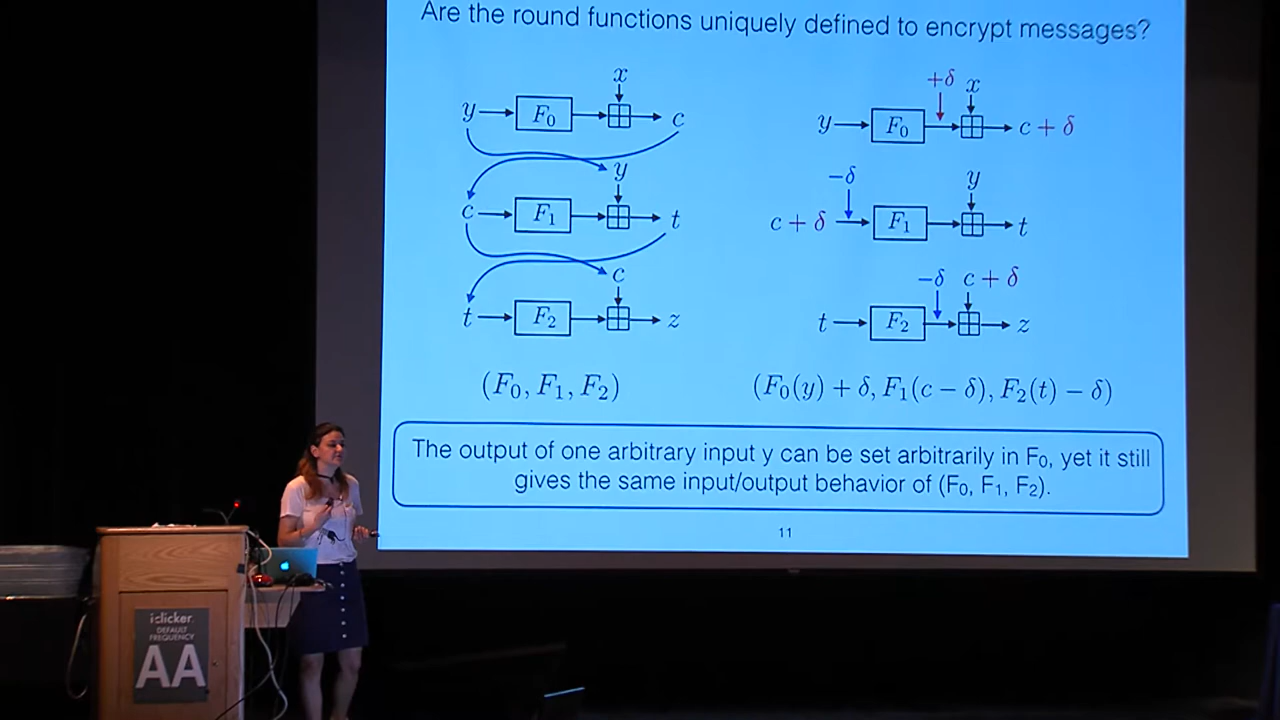 Are the round functions uniquely defined to encrypt messages?
x
y F₀ c
y
c F₁ t
c
t F₂ z
(F₀, F₁, F₂)
+δ x
y F₀ c + δ
−δ y
c + δ F₁ t
−δ c + δ
t F₂ z
(F₀(y) + δ, F₁(c − δ), F₂(t) − δ)
The output of one arbitrary input y can be set arbitrarily in F₀, yet it still
gives the same input/output behavior of (F₀, F₁, F₂).
11
iclicker
DEFAULT
FREQUENCY
AA